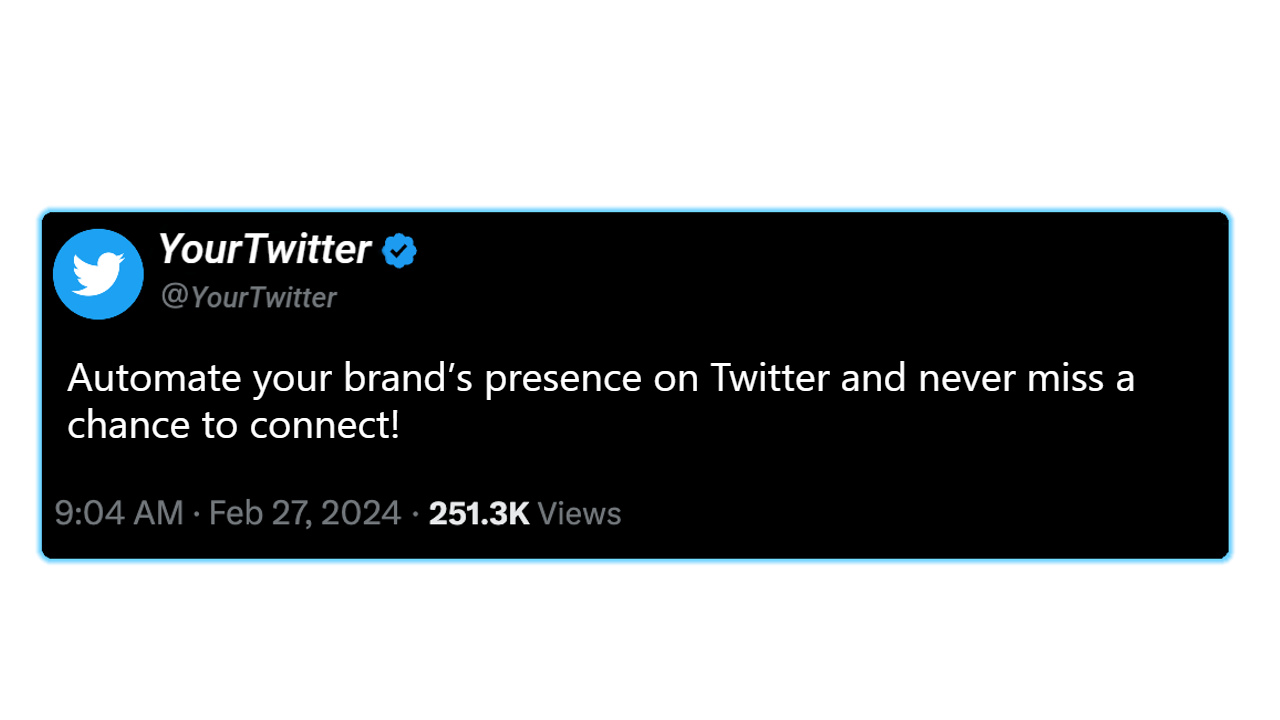 YourTwitter
@YourTwitter
Automate your brand’s presence on Twitter and never miss a
chance to connect!
9:04 AM · Feb 27, 2024 · 251.3K Views